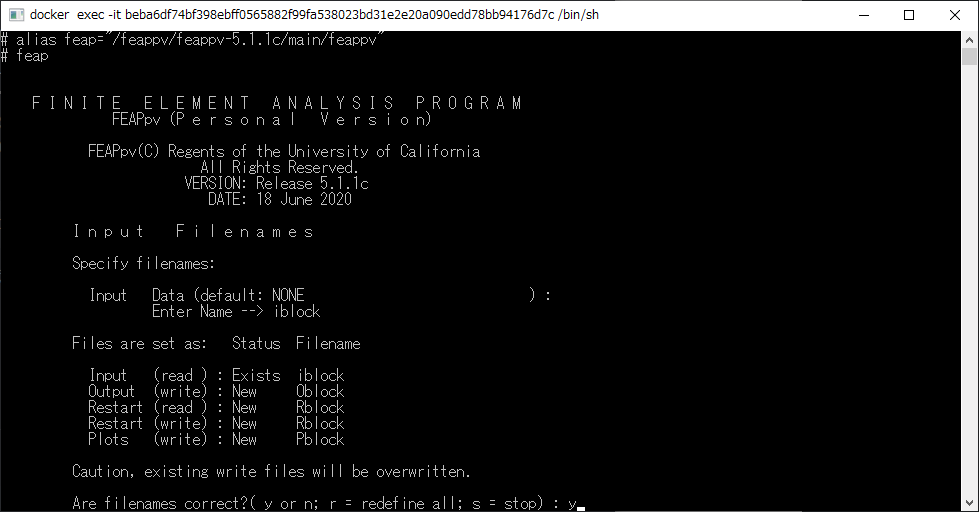 docker exec -it beba6df74bf398ebff0565882f99fa538023bd31e2e20a090edd78bb94176d7c /bin/sh
# alias feap="/feappv/feappv-5.1.1c/main/feappv"
# feap
F I N I T E   E L E M E N T   A N A L Y S I S   P R O G R A M
FEAPpv (P e r s o n a l   V e r s i o n)
FEAPpv(C) Regents of the University of California
All Rights Reserved.
VERSION: Release 5.1.1c
DATE: 18 June 2020
I n p u t   F i l e n a m e s
Specify filenames:
Input   Data (default: NONE                            ) :
Enter Name --> iblock
Files are set as:   Status  Filename
Input   (read ) : Exists  iblock
Output  (write) : New     Oblock
Restart (read ) : New     Rblock
Restart (write) : New     Rblock
Plots   (write) : New     Pblock
Caution, existing write files will be overwritten.
Are filenames correct?( y or n; r = redefine all; s = stop) : y